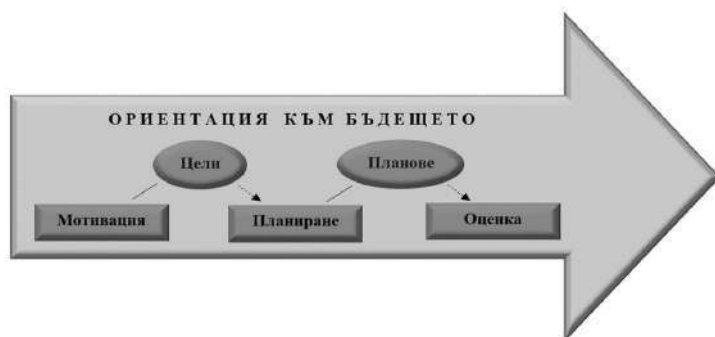 ОРИЕНТАЦИЯ КЪМ БЪДЕЩЕТО
Цели Планове
Мотивация Планиране Оценка